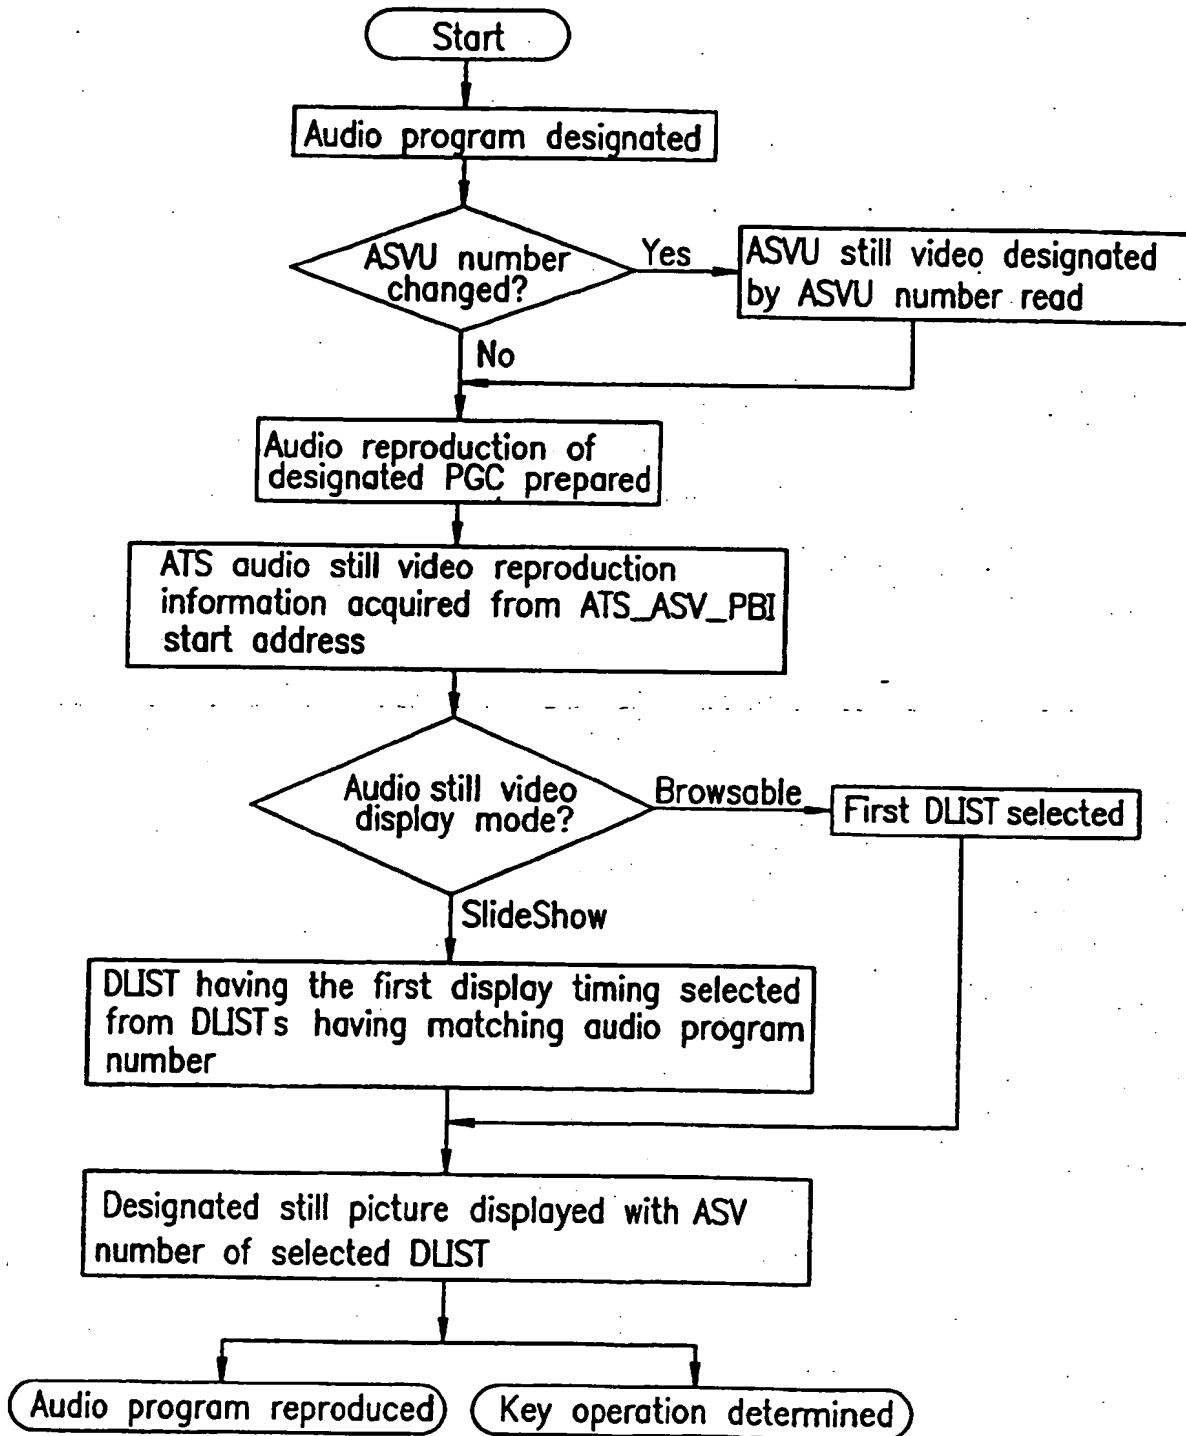 Start
Audio program designated
ASVU number
changed?
Yes
ASVU still video designated
by ASVU number read
No
Audio reproduction of
designated PGC prepared
ATS audio still video reproduction
information acquired from ATS_ASV_PBI
start address
Audio still video
display mode?
Browsable
First DLIST selected
SlideShow
DLIST having the first display timing selected
from DLISTs having matching audio program
number
Designated still picture displayed with ASV
number of selected DLIST
Audio program reproduced
Key operation determined